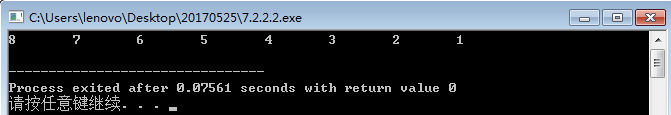 C:\Users\lenovo\Desktop\20170525\7.2.2.2.exe
8 7 6 5 4 3 2 1
--------------------------------
Process exited after 0.07561 seconds with return value 0
请按任意键继续. . .